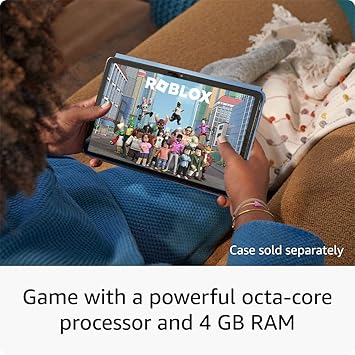 ROBLOX
Case sold separately
Game with a powerful octa-core
processor and 4 GB RAM